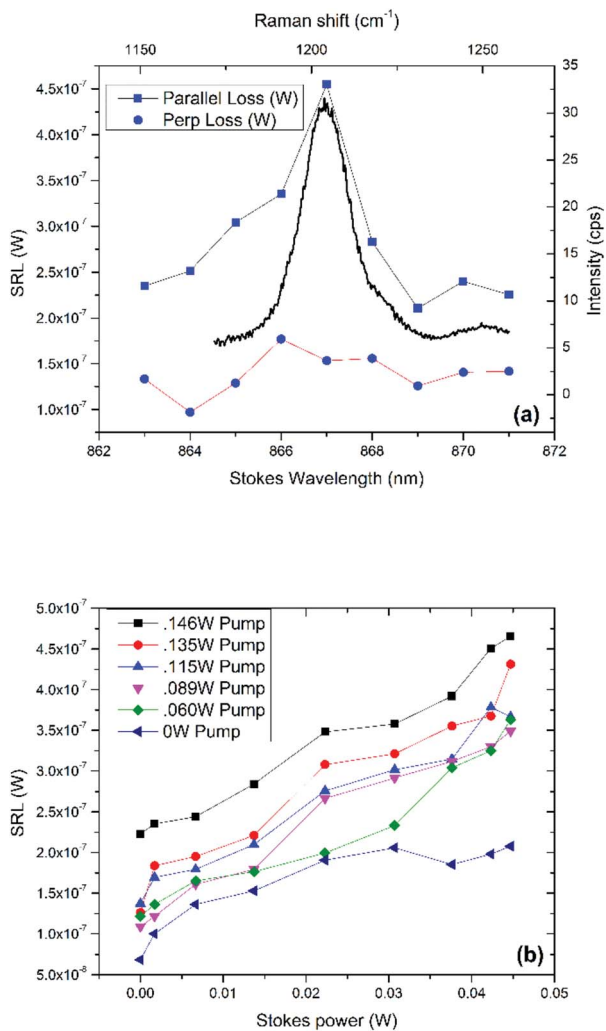 Raman shift (cm⁻¹)
1150 1200 1250
4.5x10⁻⁷
4.0x10⁻⁷
3.5x10⁻⁷
3.0x10⁻⁷
2.5x10⁻⁷
2.0x10⁻⁷
1.5x10⁻⁷
1.0x10⁻⁷
SRL (W)
Parallel Loss (W)
Perp Loss (W)
35
30
25
20
15
10
5
0
Intensity (cps)
(a)
862 864 866 868 870 872
Stokes Wavelength (nm)
5.0x10⁻⁷
4.5x10⁻⁷
4.0x10⁻⁷
3.5x10⁻⁷
3.0x10⁻⁷
2.5x10⁻⁷
2.0x10⁻⁷
1.5x10⁻⁷
1.0x10⁻⁷
5.0x10⁻⁸
SRL (W)
.146W Pump
.135W Pump
.115W Pump
.089W Pump
.060W Pump
0W Pump
(b)
0.00 0.01 0.02 0.03 0.04 0.05
Stokes power (W)